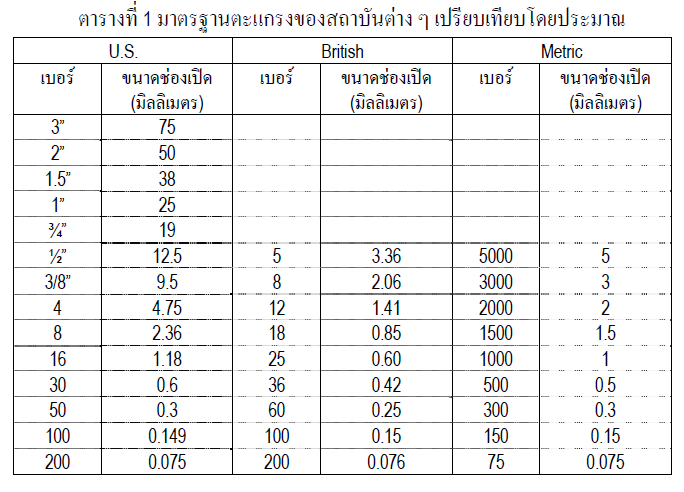 ตารางที่ 1 มาตรฐานตะแกรงของสถาบันต่าง ๆ เปรียบเทียบโดยประมาณ
U.S. British Metric
เบอร์ ขนาดช่องเปิด เบอร์ ขนาดช่องเปิด เบอร์ ขนาดช่องเปิด
(มิลลิเมตร) (มิลลิเมตร) (มิลลิเมตร)
3” 75
2” 50
1.5” 38
1” 25
¾” 19
½” 12.5 5 3.36 5000 5
3/8” 9.5 8 2.06 3000 3
4 4.75 12 1.41 2000 2
8 2.36 18 0.85 1500 1.5
16 1.18 25 0.60 1000 1
30 0.6 36 0.42 500 0.5
50 0.3 60 0.25 300 0.3
100 0.149 100 0.15 150 0.15
200 0.075 200 0.076 75 0.075